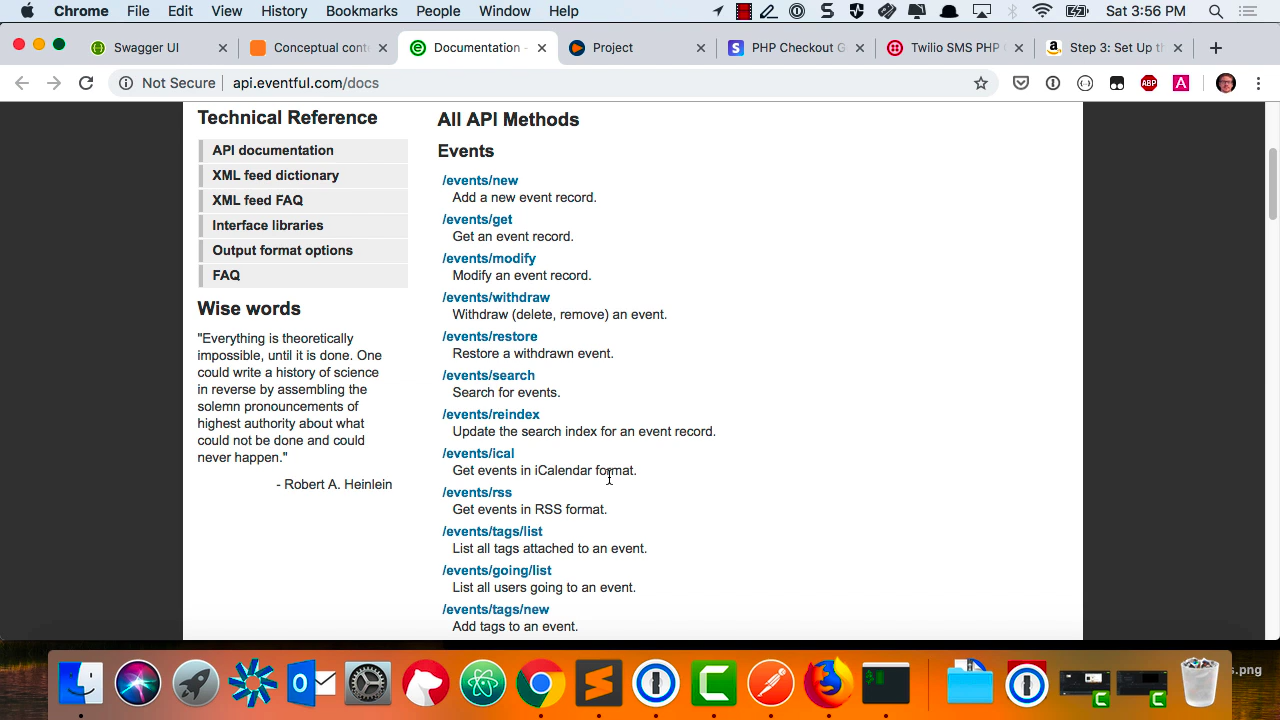 Chrome File Edit View History Bookmarks People Window Help Sat 3:56 PM
Swagger UI
Conceptual cont
Documentation -
Project
PHP Checkout G
Twilio SMS PHP
Step 3: Set Up th
Not Secure api.eventful.com/docs
ABP
A
Technical Reference
API documentation
XML feed dictionary
XML feed FAQ
Interface libraries
Output format options
FAQ
Wise words
"Everything is theoretically
impossible, until it is done. One
could write a history of science
in reverse by assembling the
solemn pronouncements of
highest authority about what
could not be done and could
never happen."
- Robert A. Heinlein
All API Methods
Events
/events/new
Add a new event record.
/events/get
Get an event record.
/events/modify
Modify an event record.
/events/withdraw
Withdraw (delete, remove) an event.
/events/restore
Restore a withdrawn event.
/events/search
Search for events.
/events/reindex
Update the search index for an event record.
/events/ical
Get events in iCalendar format.
/events/rss
Get events in RSS format.
/events/tags/list
List all tags attached to an event.
/events/going/list
List all users going to an event.
/events/tags/new
Add tags to an event.
s.png